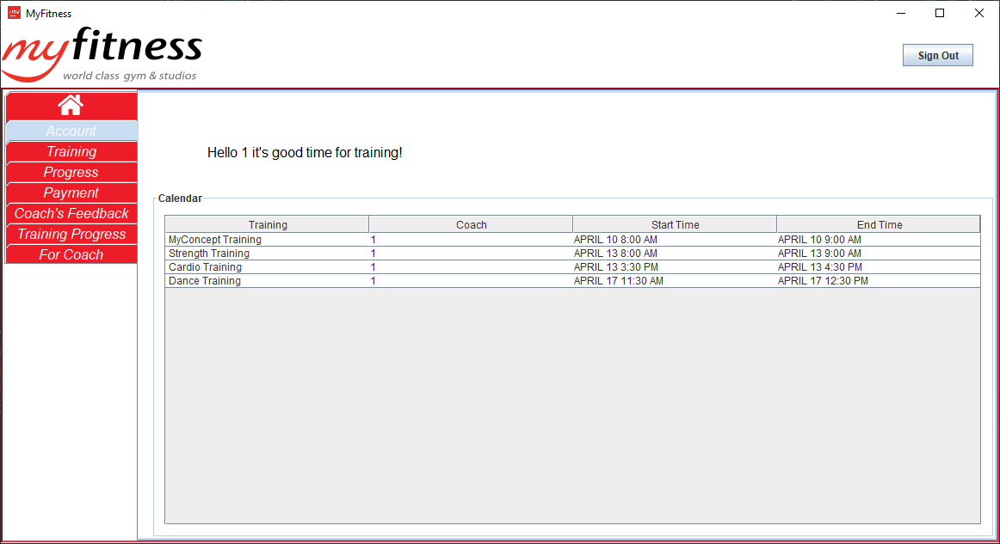 MyFitness
myfitness
world class gym & studios
Sign Out
Account
Training
Progress
Payment
Coach's Feedback
Training Progress
For Coach
Hello 1 it's good time for training!
Calendar
Training Coach Start Time End Time
MyConcept Training 1 APRIL 10 8:00 AM APRIL 10 9:00 AM
Strength Training 1 APRIL 13 8:00 AM APRIL 13 9:00 AM
Cardio Training 1 APRIL 13 3:30 PM APRIL 13 4:30 PM
Dance Training 1 APRIL 17 11:30 AM APRIL 17 12:30 PM